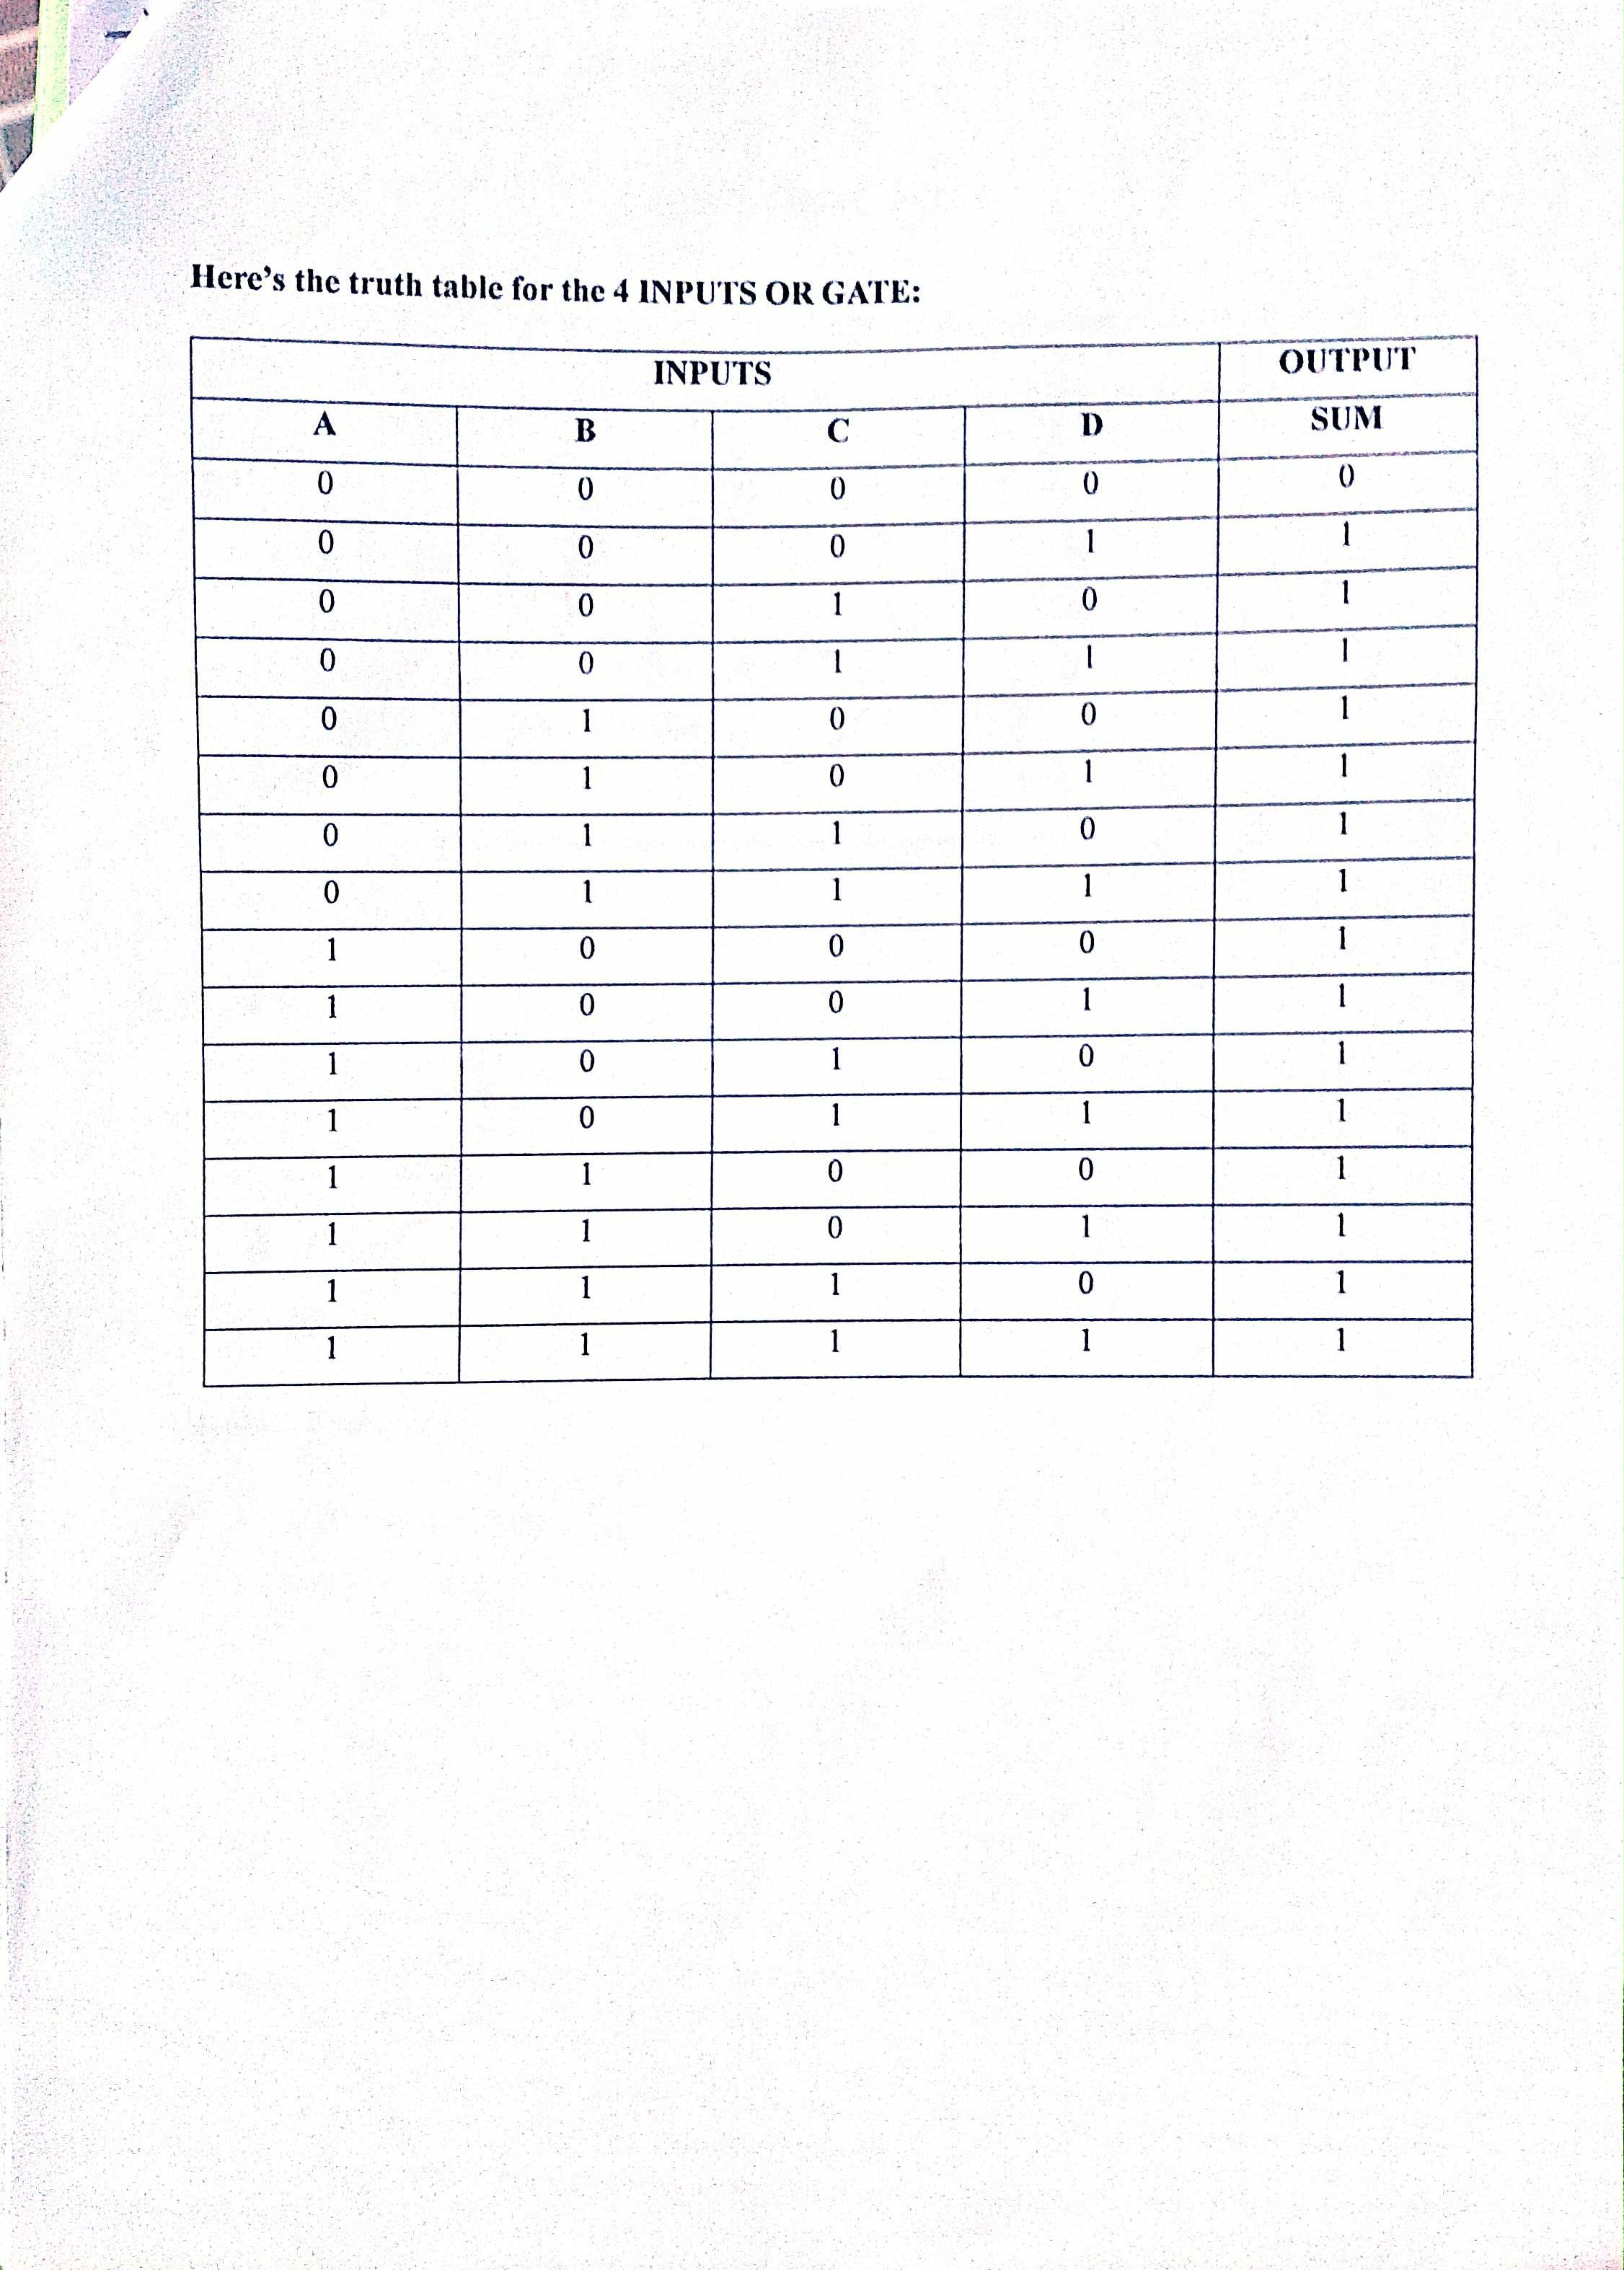 Here's the truth table for the 4 INPUTS OR GATE:
INPUTS OUTPUT
A B C D SUM
0 0 0 0 0
0 0 0 1 1
0 0 1 0 1
0 0 1 1 1
0 1 0 0 1
0 1 0 1 1
0 1 1 0 1
0 1 1 1 1
1 0 0 0 1
1 0 0 1 1
1 0 1 0 1
1 0 1 1 1
1 1 0 0 1
1 1 0 1 1
1 1 1 0 1
1 1 1 1 1